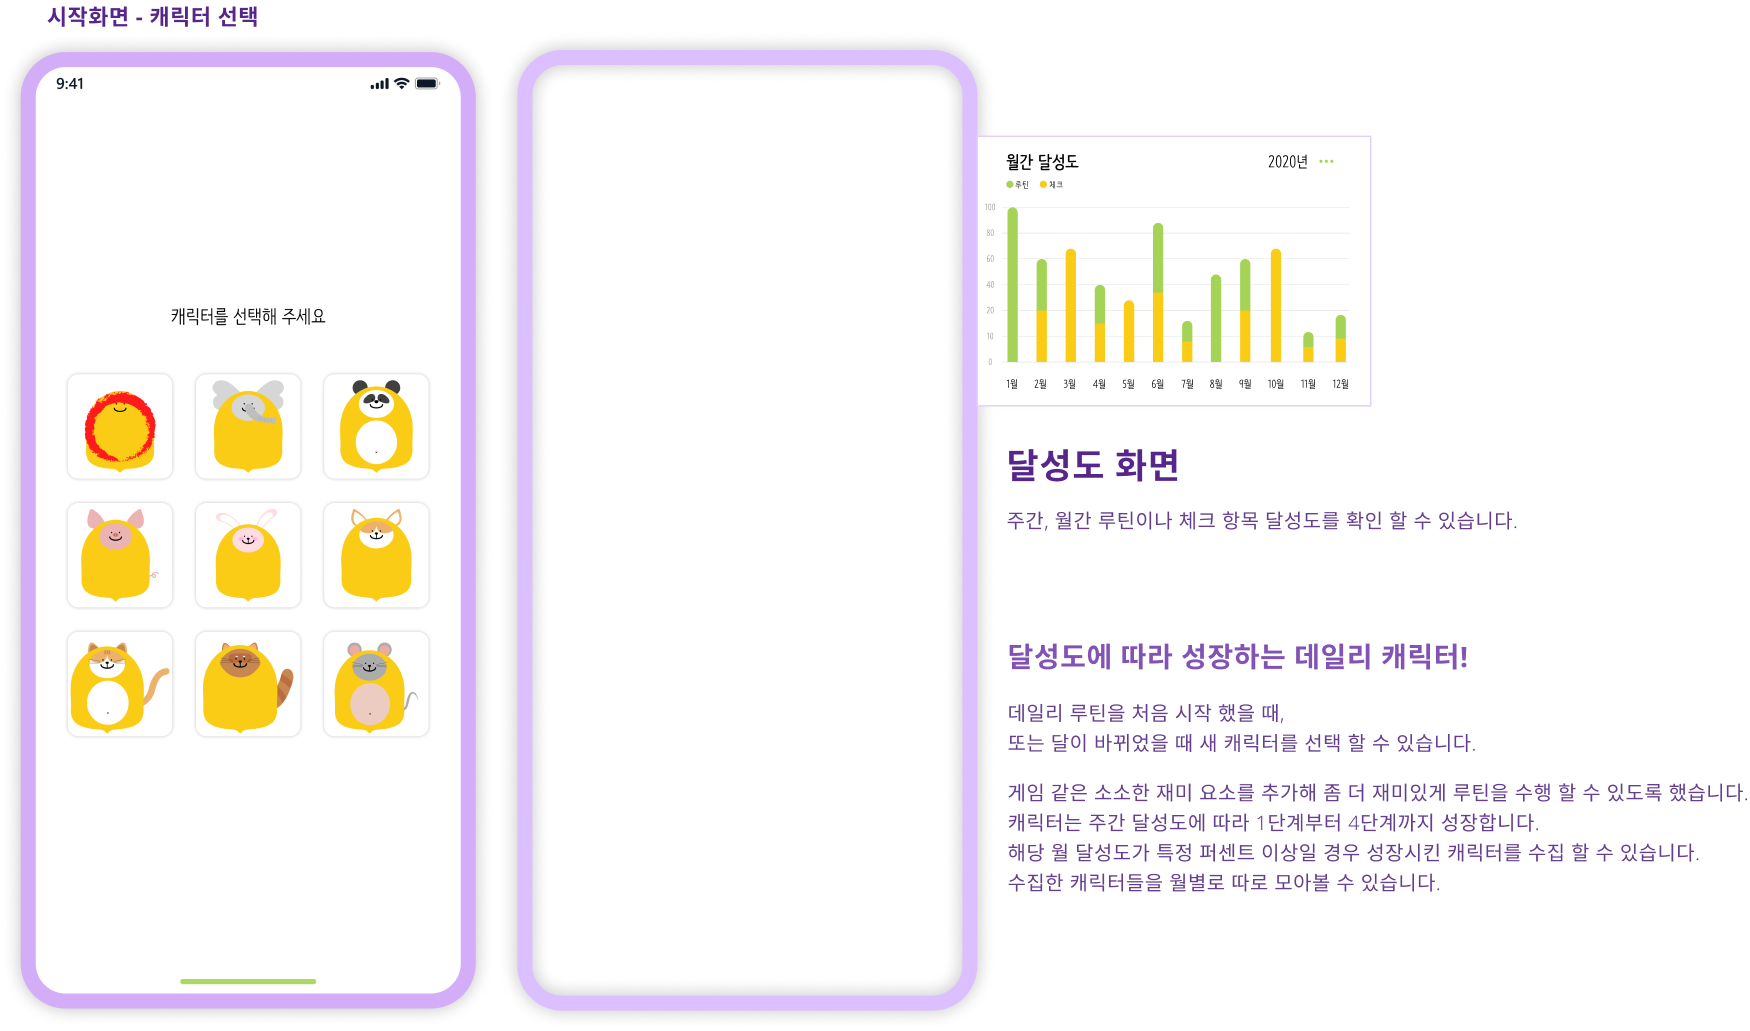 시작화면 - 캐릭터 선택
9:41
캐릭터를 선택해 주세요
월간 달성도
2020년
루틴 체크
100
80
60
40
20
10
0
1월 2월 3월 4월 5월 6월 7월 8월 9월 10월 11월 12월
달성도 화면
주간, 월간 루틴이나 체크 항목 달성도를 확인 할 수 있습니다.
달성도에 따라 성장하는 데일리 캐릭터!
데일리 루틴을 처음 시작 했을 때,
또는 달이 바뀌었을 때 새 캐릭터를 선택 할 수 있습니다.
게임 같은 소소한 재미 요소를 추가해 좀 더 재미있게 루틴을 수행 할 수 있도록 했습니다.
캐릭터는 주간 달성도에 따라 1단계부터 4단계까지 성장합니다.
해당 월 달성도가 특정 퍼센트 이상일 경우 성장시킨 캐릭터를 수집 할 수 있습니다.
수집한 캐릭터들을 월별로 따로 모아볼 수 있습니다.